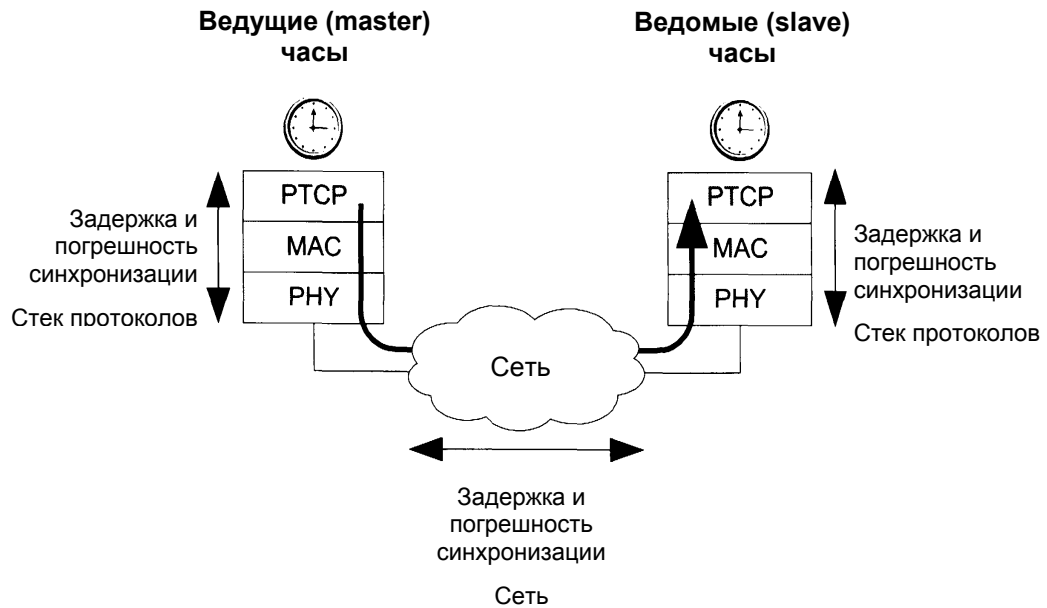 Ведущие (master)
часы
Ведомые (slave)
часы
PTCP
MAC
PHY
PTCP
MAC
PHY
Задержка и
погрешность
синхронизации
Стек протоколов
Задержка и
погрешность
синхронизации
Стек протоколов
Сеть
Задержка и
погрешность
синхронизации
Сеть